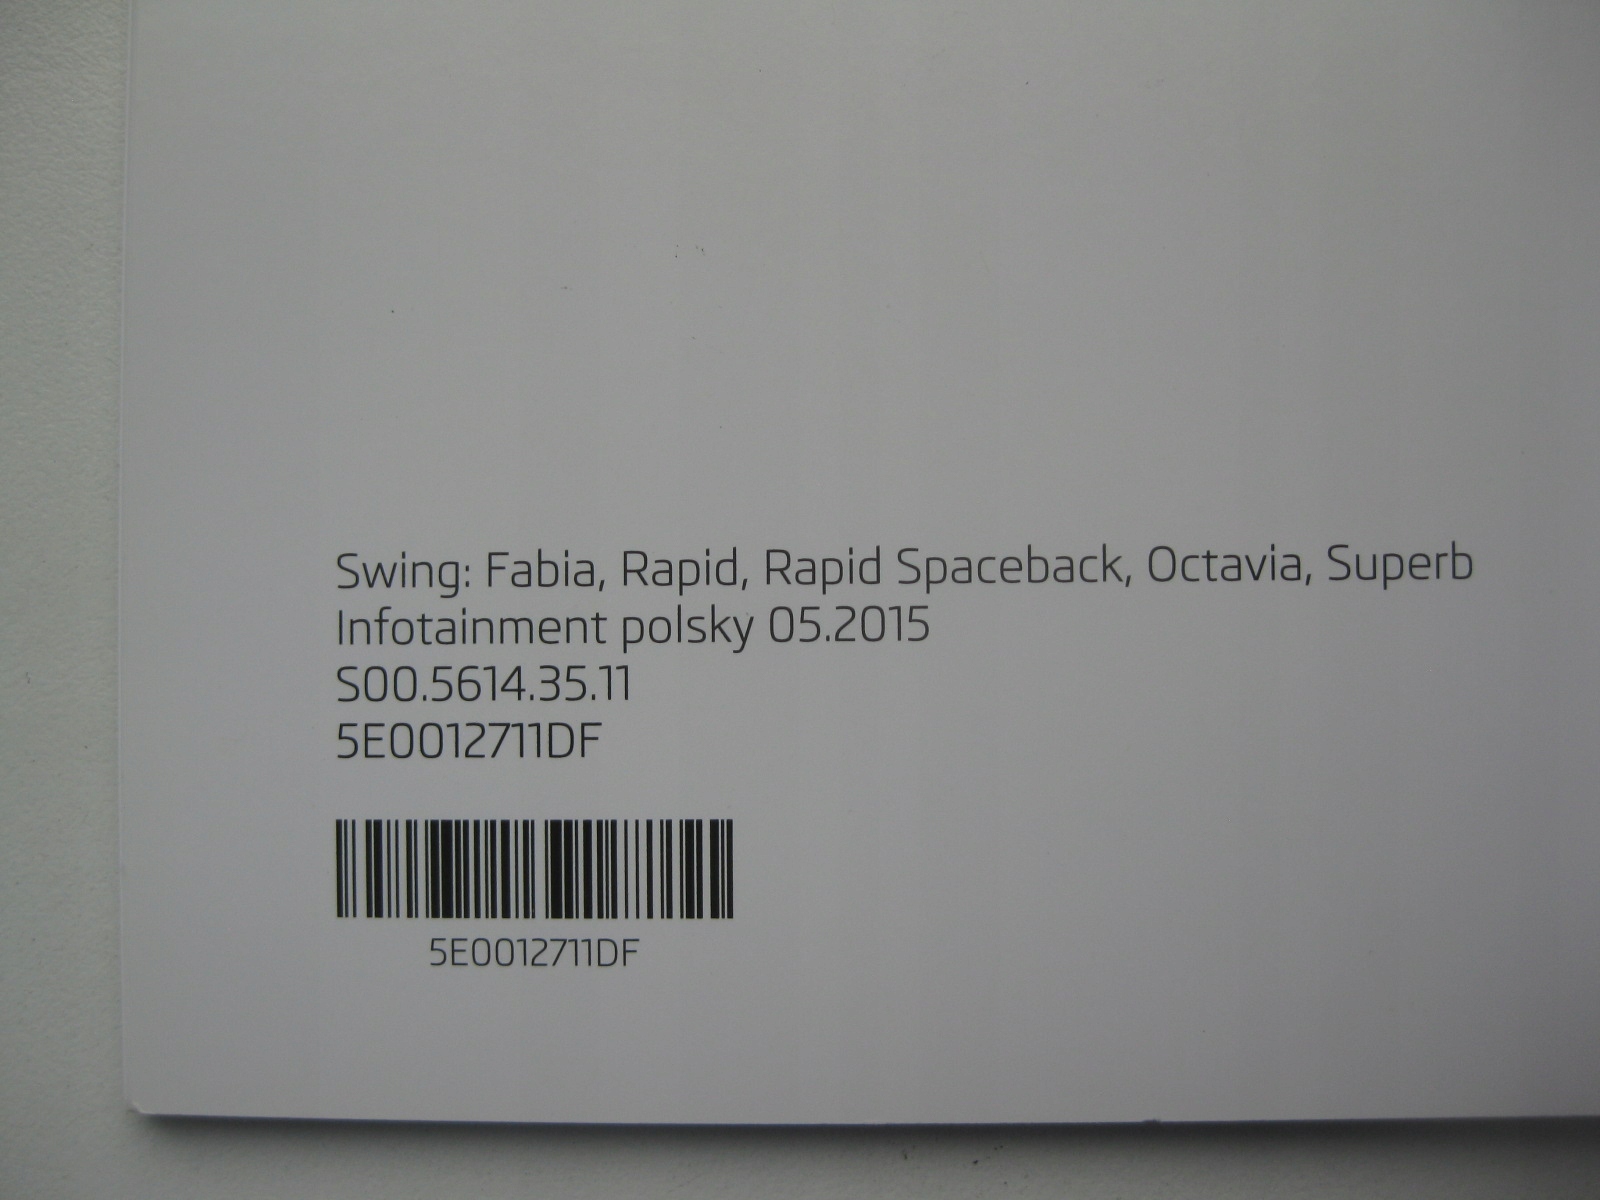 Swing: Fabia, Rapid, Rapid Spaceback, Octavia, Superb
Infotainment polsky 05.2015
S00.5614.35.11
5E0012711DF
5E0012711DF